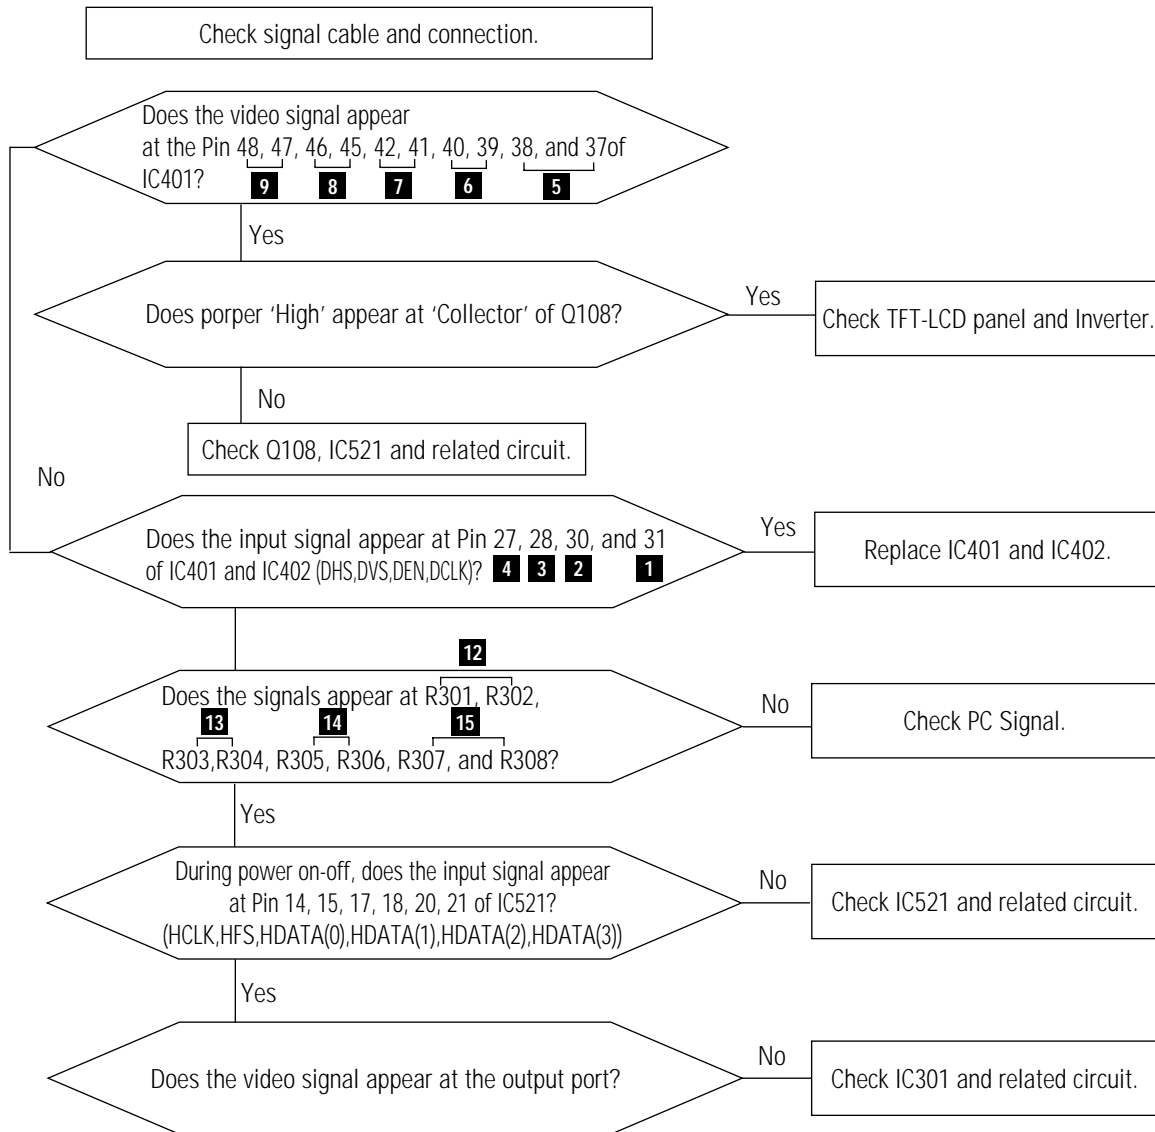 Check signal cable and connection.
Does the video signal appear
at the Pin 48, 47, 46, 45, 42, 41, 40, 39, 38, and 37of
IC401?
9 8 7 6 5
Yes
Does porper ‘High’ appear at ‘Collector’ of Q108?
Yes
Check TFT-LCD panel and Inverter.
No
Check Q108, IC521 and related circuit.
No
Does the input signal appear at Pin 27, 28, 30, and 31
of IC401 and IC402 (DHS,DVS,DEN,DCLK)? 4 3 2 1
Yes
Replace IC401 and IC402.
12
Does the signals appear at R301, R302,
13 14 15
R303,R304, R305, R306, R307, and R308?
No
Check PC Signal.
Yes
During power on-off, does the input signal appear
at Pin 14, 15, 17, 18, 20, 21 of IC521?
(HCLK,HFS,HDATA(0),HDATA(1),HDATA(2),HDATA(3))
No
Check IC521 and related circuit.
Yes
Does the video signal appear at the output port?
No
Check IC301 and related circuit.